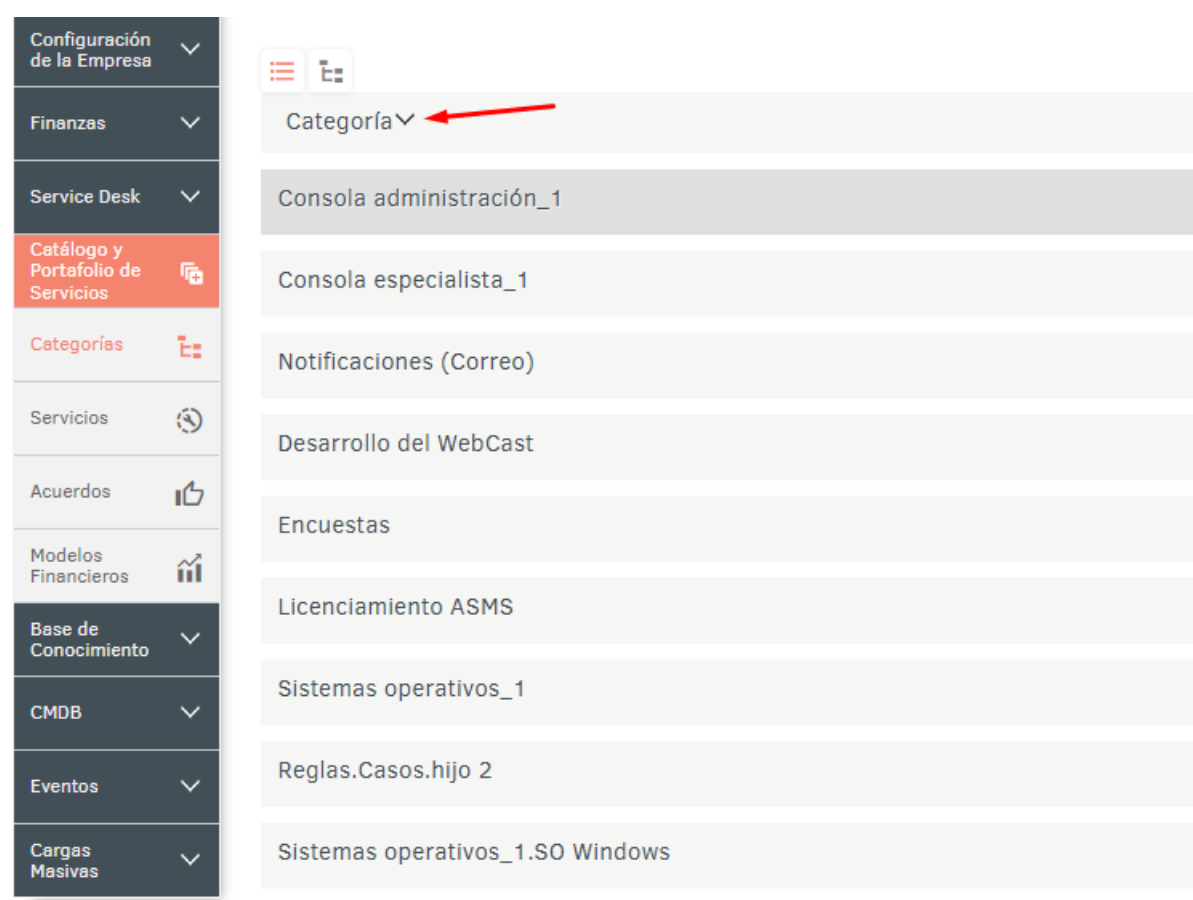 Configuración
de la Empresa
Finanzas
Service Desk
Catálogo y
Portafolio de
Servicios
Categorías
Servicios
Acuerdos
Modelos
Financieros
Base de
Conocimiento
CMDB
Eventos
Cargas
Masivas
Categoría
Consola administración_1
Consola especialista_1
Notificaciones (Correo)
Desarrollo del WebCast
Encuestas
Licenciamiento ASMS
Sistemas operativos_1
Reglas.Casos.hijo 2
Sistemas operativos_1.SO Windows